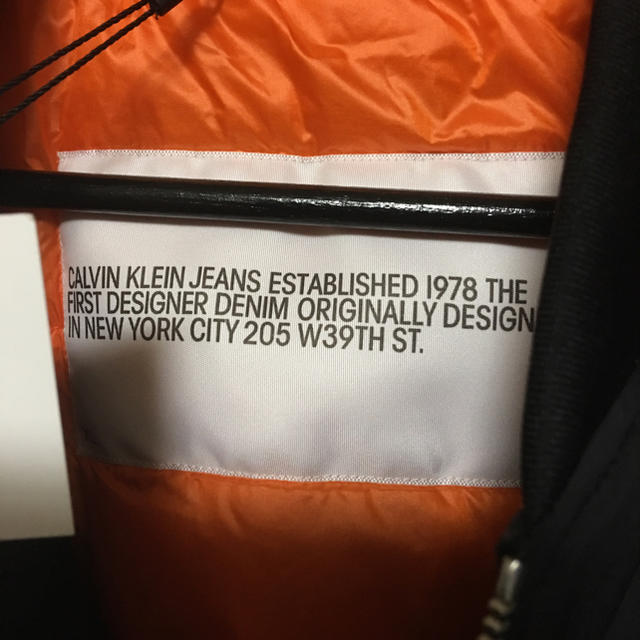 CALVIN KLEIN JEANS ESTABLISHED 1978 THE
FIRST DESIGNER DENIM ORIGINALLY DESIGN
IN NEW YORK CITY 205 W39TH ST.